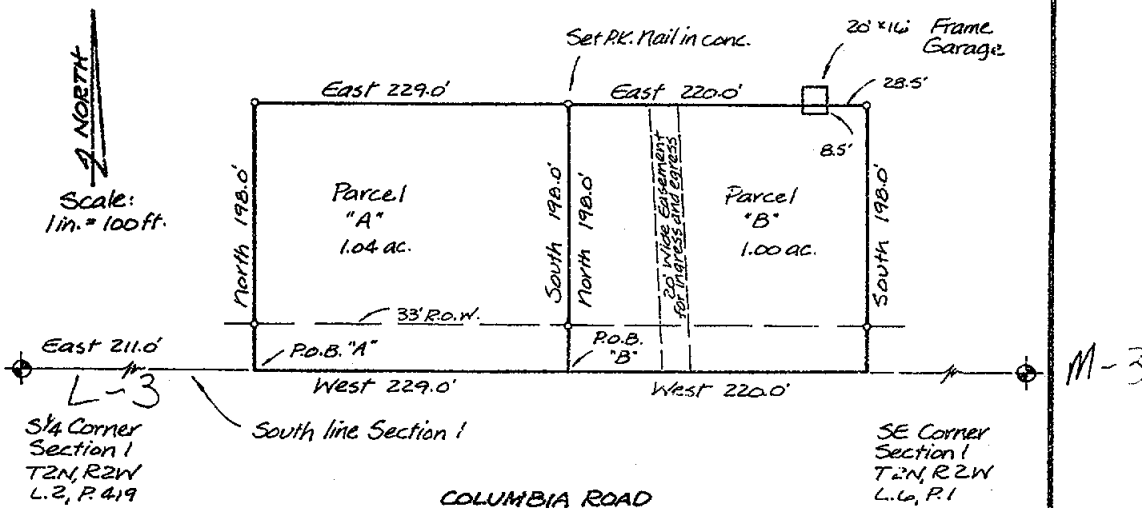 NORTH
Scale:
1in. = 100ft.
Set P.K. Nail in conc.
20' x 14' Frame
Garage
East 229.0'
East 220.0'
28.5'
8.5'
North 198.0'
Parcel
"A"
1.04 ac.
South 198.0'
North 198.0'
20' Wide Easement
for ingress and egress
Parcel
"B"
1.00 ac.
South 198.0'
33' R.O.W.
East 211.0'
P.O.B. "A"
P.O.B.
"B"
L-3
West 229.0'
West 220.0'
M-3
S1/4 Corner
Section 1
T2N, R2W
L.2, P.419
South line Section 1
SE Corner
Section 1
T2N, R2W
L.6, P.1
COLUMBIA ROAD